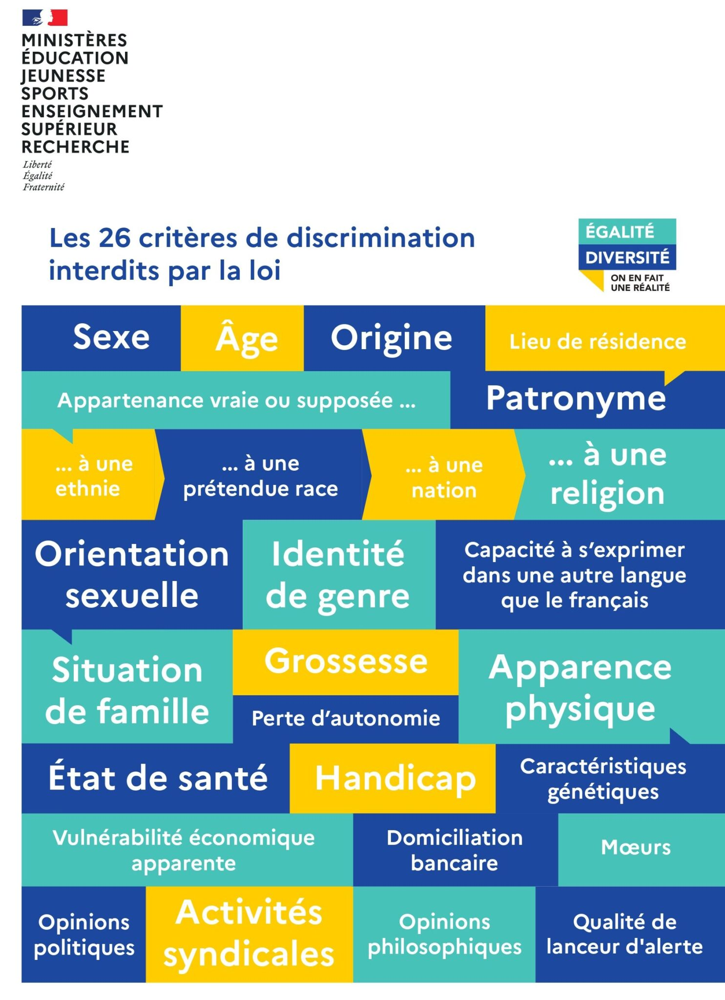 MINISTÈRES
ÉDUCATION
JEUNESSE
SPORTS
ENSEIGNEMENT
SUPÉRIEUR
RECHERCHE
Liberté
Égalité
Fraternité
Les 26 critères de discrimination
interdits par la loi
ÉGALITÉ
DIVERSITÉ
ON EN FAIT
UNE RÉALITÉ
Sexe
Âge
Origine
Lieu de résidence
Appartenance vraie ou supposée ...
Patronyme
... à une
ethnie
... à une
prétendue race
... à une
nation
... à une
religion
Orientation
sexuelle
Identité
de genre
Capacité à s’exprimer
dans une autre langue
que le français
Situation
de famille
Grossesse
Perte d’autonomie
Apparence
physique
État de santé
Handicap
Caractéristiques
génétiques
Vulnérabilité économique
apparente
Domiciliation
bancaire
Mœurs
Opinions
politiques
Activités
syndicales
Opinions
philosophiques
Qualité de
lanceur d'alerte